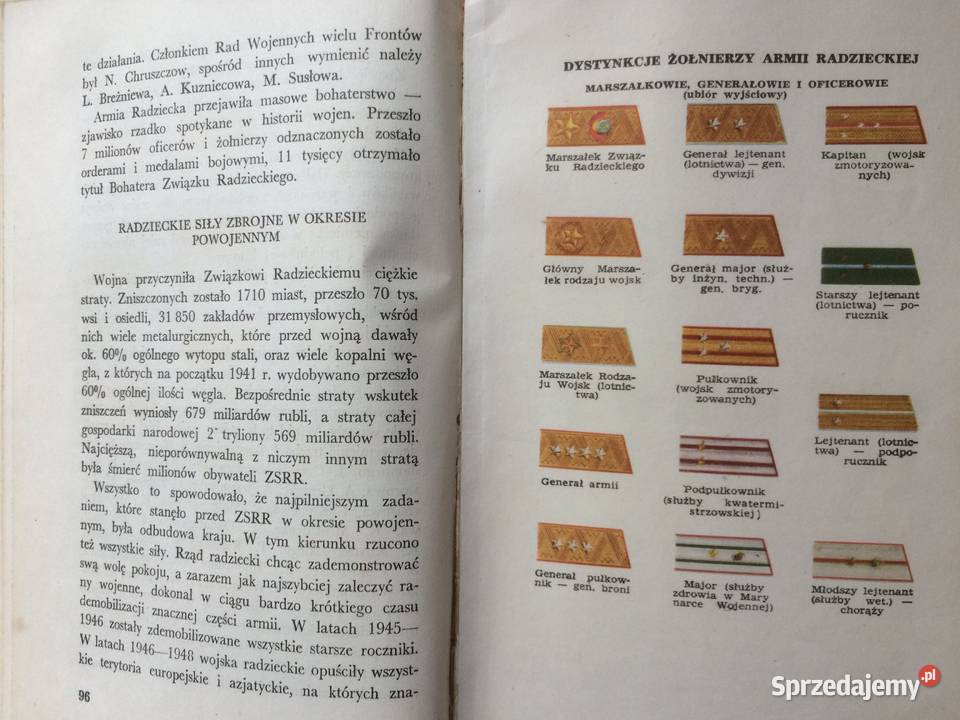 te działania. Członkiem Rad Wojennych wielu Frontów
był N. Chruszczow, spośród innych wymienić należy
L. Breżniewa, A. Kuzniecowa, M. Susłowa.
Armia Radziecka przejawiła masowe bohaterstwo —
zjawisko rzadko spotykane w historii wojen. Przeszło
7 milionów oficerów i żołnierzy odznaczonych zostało
orderami i medalami bojowymi, 11 tysięcy otrzymało
tytuł Bohatera Związku Radzieckiego.
RADZIECKIE SIŁY ZBROJNE W OKRESIE
POWOJENNYM
Wojna przyczyniła Związkowi Radzieckiemu ciężkie
straty. Zniszczonych zostało 1710 miast, przeszło 70 tys.
wsi i osiedli, 31 850 zakładów przemysłowych, wśród
nich wiele metalurgicznych, które przed wojną dawały
ok. 60% ogólnego wytopu stali, oraz wiele kopalni wę-
gla, z których na początku 1941 r. wydobywano przeszło
60% ogólnej ilości węgla. Bezpośrednie straty wskutek
zniszczeń wyniosły 679 miliardów rubli, a straty całej
gospodarki narodowej 2 tryliony 569 miliardów rubli.
Najcięższą, nieporównywalną z niczym innym stratą
była śmierć milionów obywateli ZSRR.
Wszystko to spowodowało, że najpilniejszym zada-
niem, które stanęło przed ZSRR w okresie powojen-
nym, była odbudowa kraju. W tym kierunku rzucono
też wszystkie siły. Rząd radziecki chcąc zademonstrować
swą wolę pokoju, a zarazem jak najszybciej zaleczyć ra-
ny wojenne, dokonał w ciągu bardzo krótkiego czasu
demobilizacji znacznej części armii. W latach 1945—
1946 zostały zdemobilizowane wszystkie starsze roczniki.
W latach 1946—1948 wojska radzieckie opuściły wszyst-
kie terytoria europejskie i azjatyckie, na których zna-
96
DYSTYNKCJE ŻOŁNIERZY ARMII RADZIECKIEJ
MARSZAŁKOWIE, GENERAŁOWIE I OFICEROWIE
(ubiór wyjściowy)
Marszałek Związ-
ku Radzieckiego
Generał lejtenant
(lotnictwa) — gen.
dywizji
Kapitan (wojsk
zmotoryzowa-
nych)
Główny Marsza-
łek rodzaju wojsk
Generał major (służ-
by inżyn. techn.) —
gen. bryg.
Starszy lejtenant
(lotnictwa) — po-
rucznik
Marszałek Rodza-
ju Wojsk (lotnic-
twa)
Pułkownik
(wojsk zmotory-
zowanych)
Lejtenant (lotnic-
twa) — podpo-
rucznik
Generał armii
Podpułkownik
(służby kwatermi-
strzowskiej)
Generał pułkow-
nik — gen. broni
Major (służby
zdrowia w Mary
narce Wojennej)
Młodszy lejtenant
(służby wet.) —
chorąży
Sprzedajemy.pl